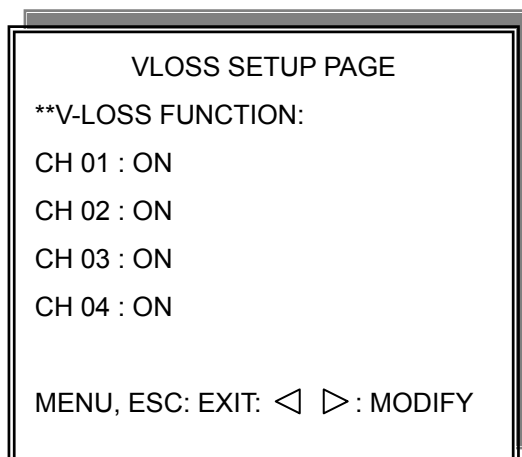 VLOSS SETUP PAGE
**V-LOSS FUNCTION:
CH 01 : ON
CH 02 : ON
CH 03 : ON
CH 04 : ON
MENU, ESC: EXIT: ◁ ▷ : MODIFY